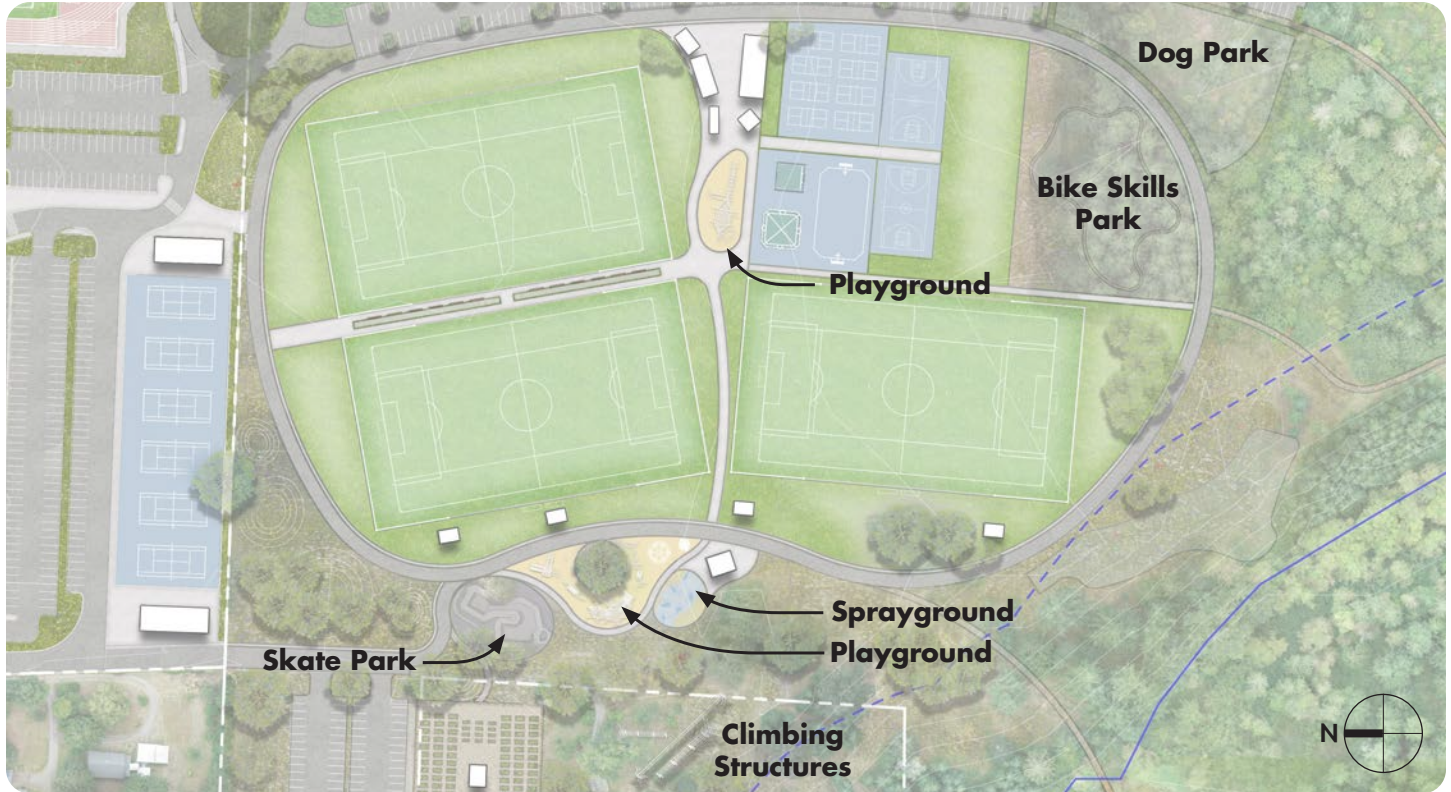 Dog Park
Bike Skills
Park
Playground
Sprayground
Playground
Skate Park
Climbing
Structures
N